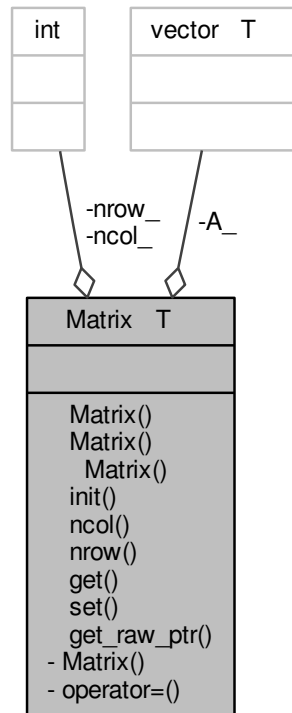 int
vector T
-nrow_
-ncol_
-A_
Matrix T
Matrix()
Matrix()
Matrix()
init()
ncol()
nrow()
get()
set()
get_raw_ptr()
- Matrix()
- operator=()